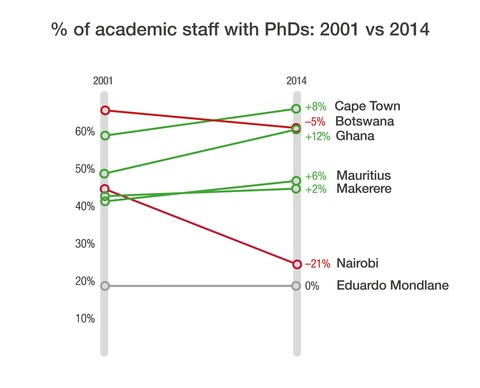 % of academic staff with PhDs: 2001 vs 2014
2001 2014
+8% Cape Town
–5% Botswana
60%
+12% Ghana
50%
+6% Mauritius
+2% Makerere
40%
30%
–21% Nairobi
20%
0% Eduardo Mondlane
10%